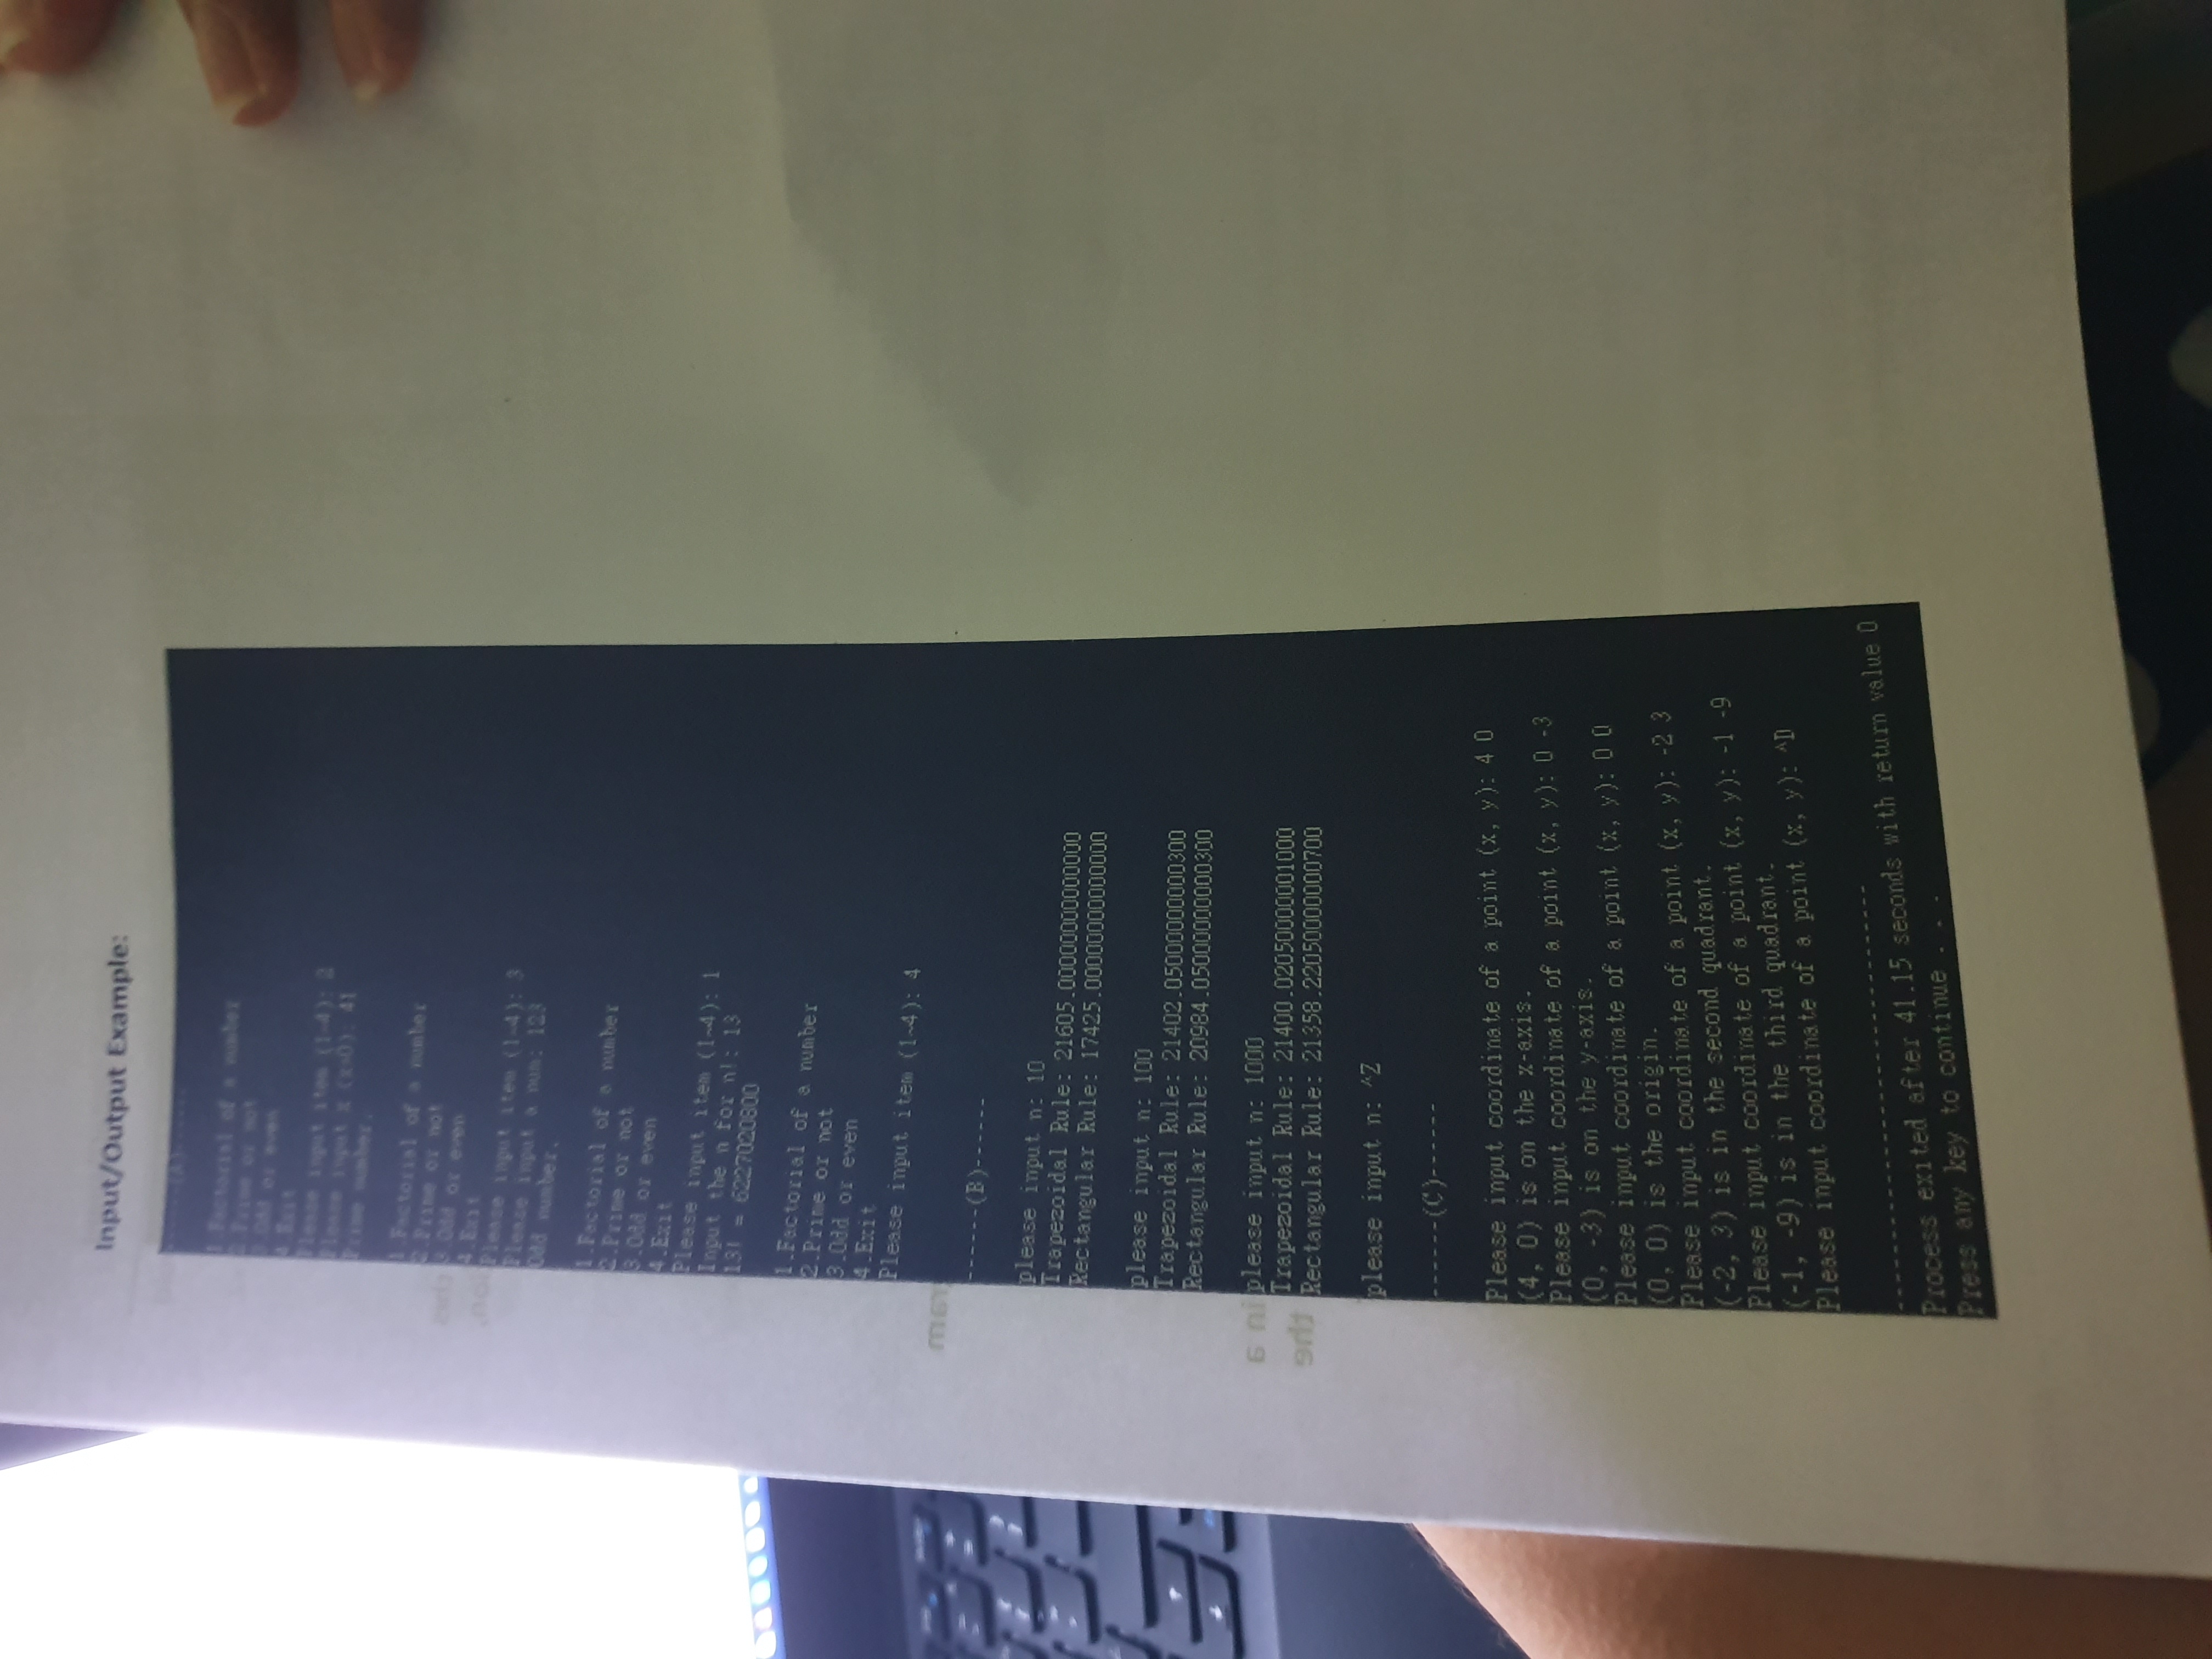 Input/Output Example:
------(A)------
1.Factorial of a number
2.Prime or not
3.Odd or even
4.Exit
Please input item (1~4): 2
Please input x (x>0): 41
Prime number.
1.Factorial of a number
2.Prime or not
3.Odd or even
4.Exit
Please input item (1~4): 3
Please input a num: 123
Odd number.
1.Factorial of a number
2.Prime or not
3.Odd or even
4.Exit
Please input item (1~4): 1
Input the n for n!: 13
13! = 6227020800
1.Factorial of a number
2.Prime or not
3.Odd or even
4.Exit
Please input item (1~4): 4
------(B)------
please input n: 10
Trapezoidal Rule: 21605.00000000000000
Rectangular Rule: 17425.00000000000000
please input n: 100
Trapezoidal Rule: 21402.05000000000300
Rectangular Rule: 20984.05000000000300
please input n: 1000
Trapezoidal Rule: 21400.02050000001000
Rectangular Rule: 21358.22050000000700
please input n: ^Z
------(C)------
Please input coordinate of a point (x, y): 4 0
(4, 0) is on the x-axis.
Please input coordinate of a point (x, y): 0 -3
(0, -3) is on the y-axis.
Please input coordinate of a point (x, y): 0 0
(0, 0) is the origin.
Please input coordinate of a point (x, y): -2 3
(-2, 3) is in the second quadrant.
Please input coordinate of a point (x, y): -1 -9
(-1, -9) is in the third quadrant.
Please input coordinate of a point (x, y): ^D
--------------------------------
Process exited after 41.15 seconds with return value 0
Press any key to continue . . .